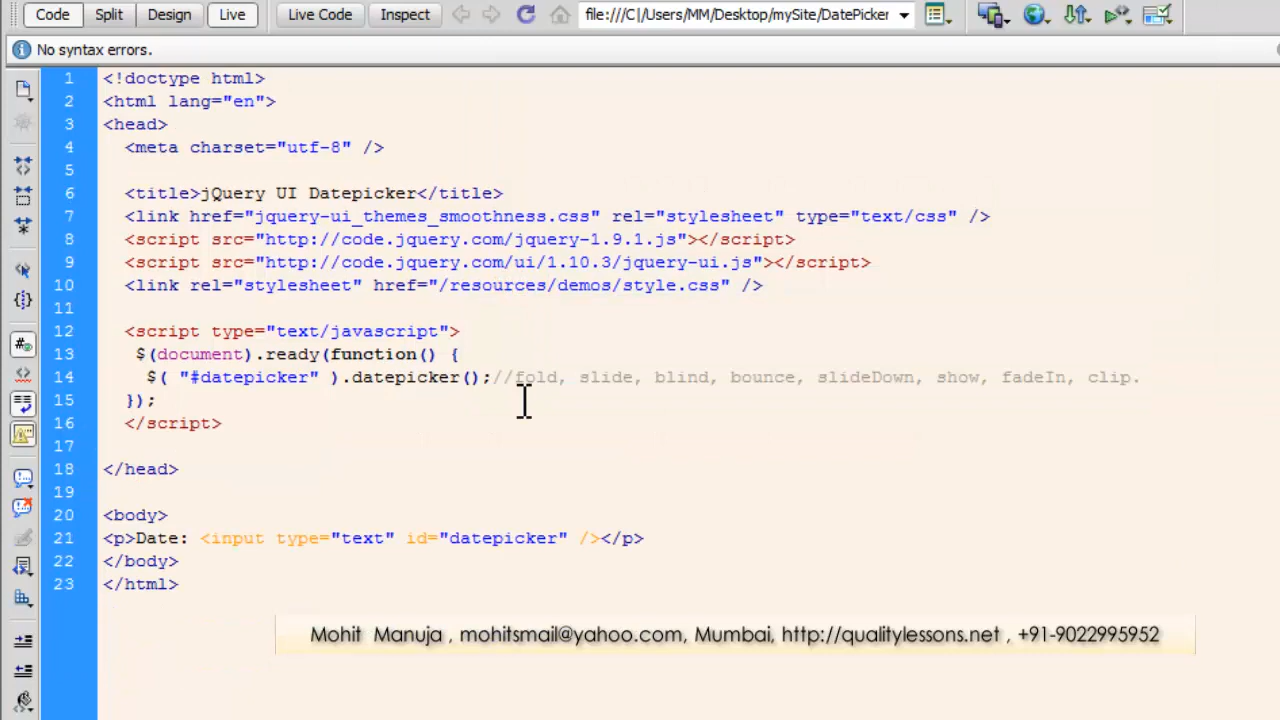 Code Split Design Live Live Code Inspect file:///C|/Users/MM/Desktop/mySite/DatePicker
No syntax errors.
1 <!doctype html>
2 <html lang="en">
3 <head>
4 <meta charset="utf-8" />
5
6 <title>jQuery UI Datepicker</title>
7 <link href="jquery-ui_themes_smoothness.css" rel="stylesheet" type="text/css" />
8 <script src="http://code.jquery.com/jquery-1.9.1.js"></script>
9 <script src="http://code.jquery.com/ui/1.10.3/jquery-ui.js"></script>
10 <link rel="stylesheet" href="/resources/demos/style.css" />
11
12 <script type="text/javascript">
13 $(document).ready(function() {
14 $( "#datepicker" ).datepicker();//fold, slide, blind, bounce, slideDown, show, fadeIn, clip.
15 });
16 </script>
17
18 </head>
19
20 <body>
21 <p>Date: <input type="text" id="datepicker" /></p>
22 </body>
23 </html>
Mohit Manuja , mohitsmail@yahoo.com, Mumbai, http://qualitylessons.net , +91-9022995952